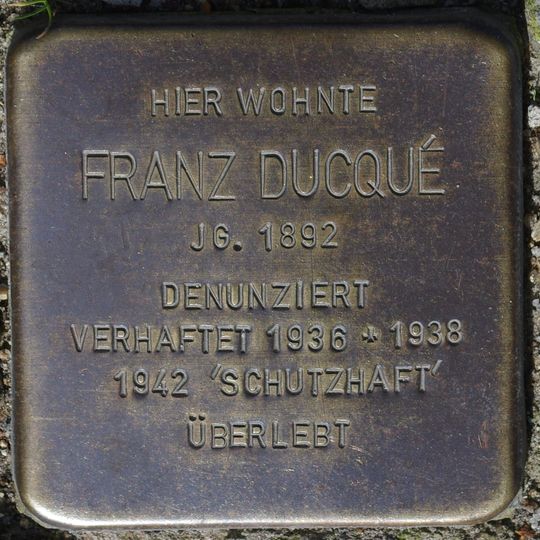 HIER WOHNTE
FRANZ DUCQUÉ
JG. 1892
DENUNZIERT
VERHAFTET 1936 + 1938
1942 'SCHUTZHAFT'
ÜBERLEBT